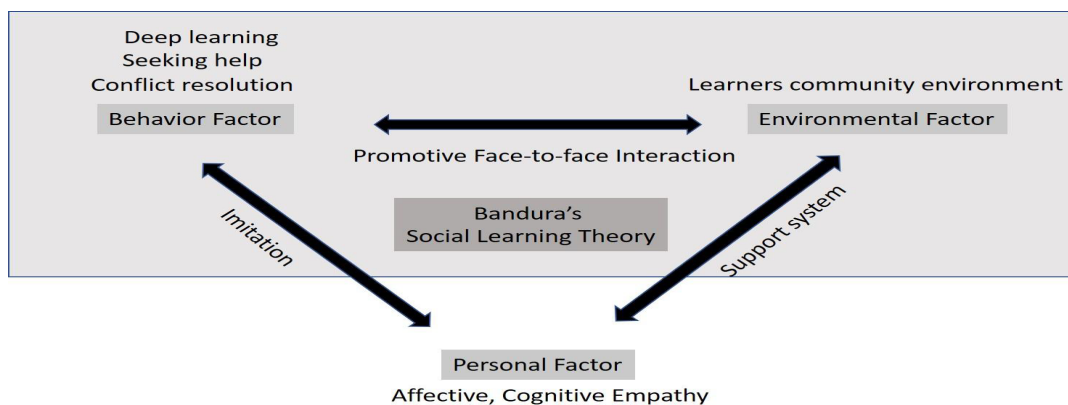 Deep learning
Seeking help
Conflict resolution
Behavior Factor
Learners community environment
Environmental Factor
Promotive Face-to-face Interaction
Imitation
Bandura’s
Social Learning Theory
Support system
Personal Factor
Affective, Cognitive Empathy